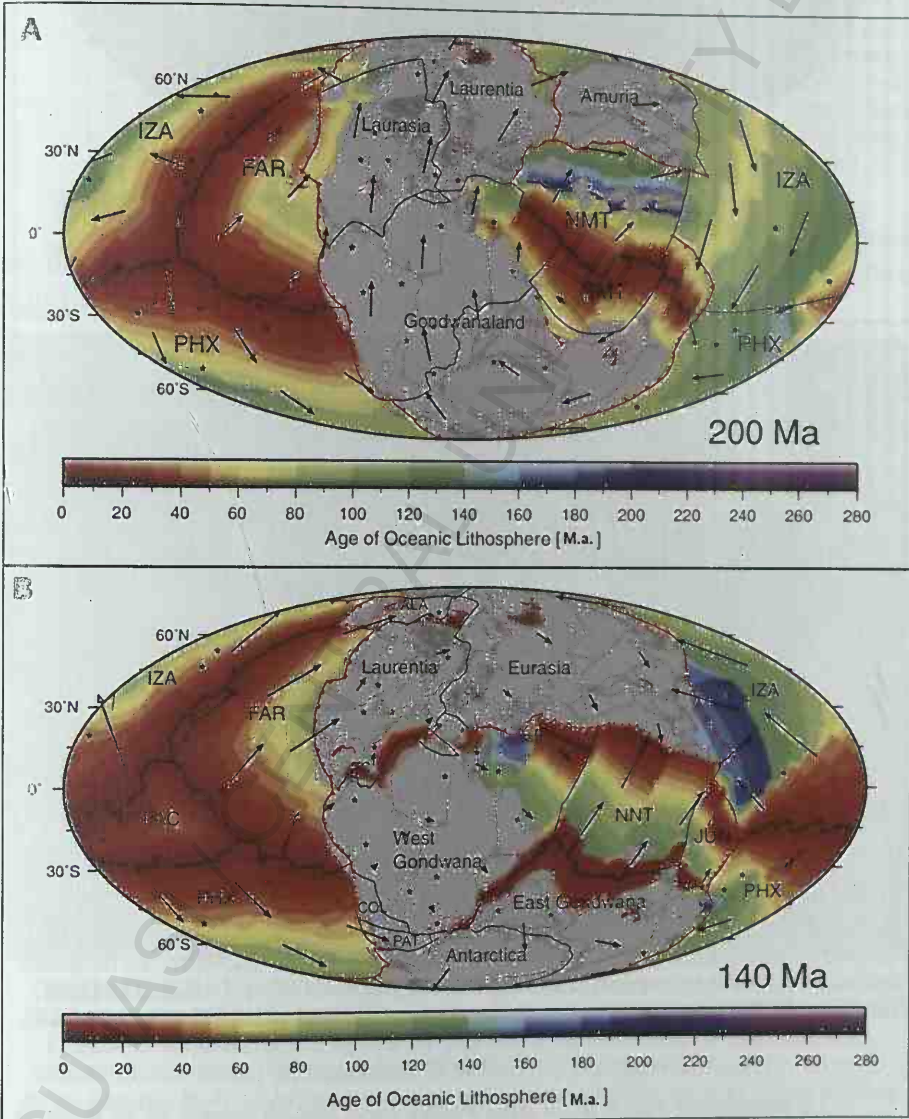 A
60°N
Laurentia
Amuria
Laurasia
IZA
30°N
FAR
IZA
NMT
0°
30°S
Gondwanaland
PHX
PHX
60°S
200 Ma
0 20 40 60 80 100 120 140 160 180 200 220 240 260 280
Age of Oceanic Lithosphere [M.a.]
B
ALA
60°N
Laurentia
Eurasia
IZA
IZA
30°N
FAR
0°
PAC
NNT
JUN
West
Gondwana
30°S
PHX
PHX
East Gondwana
CO
PAT
60°S
Antarctica
140 Ma
0 20 40 60 80 100 120 140 160 180 200 220 240 260 280
Age of Oceanic Lithosphere [M.a.]